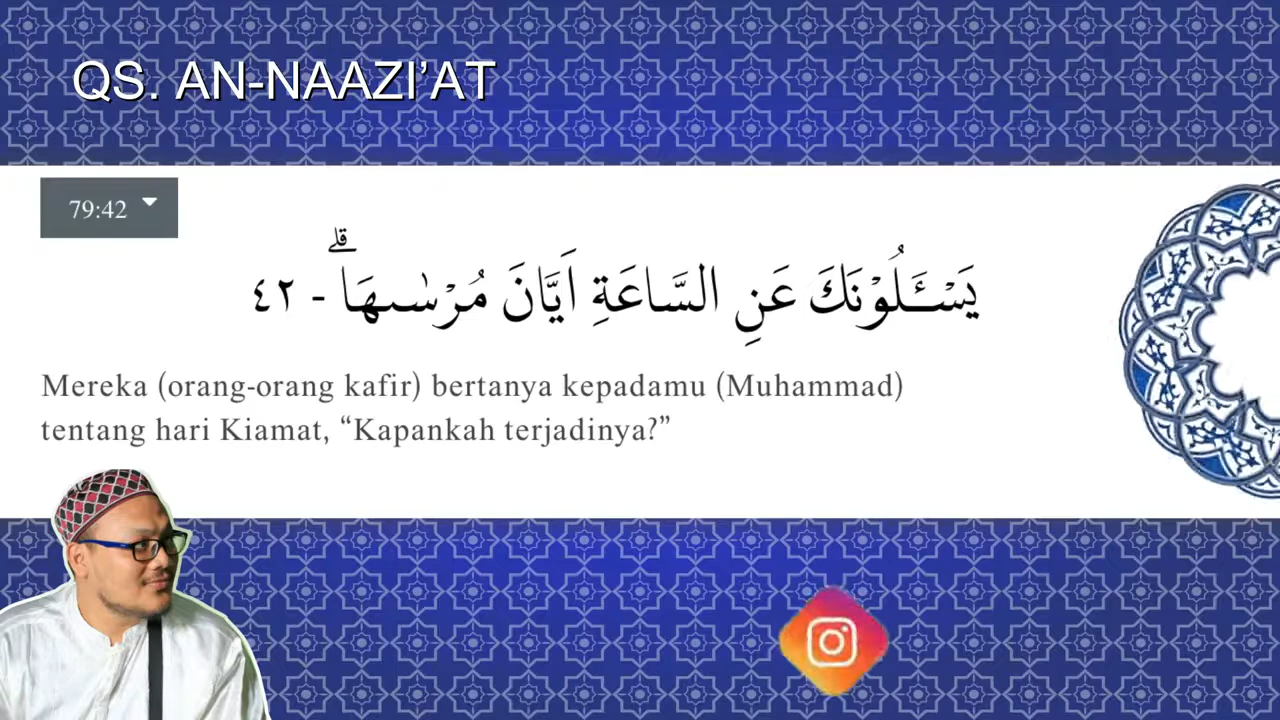 QS. AN-NAAZI’AT
79:42
يَسْـَٔلُوْنَكَ عَنِ السَّاعَةِ اَيَّانَ مُرْسٰىهَاۗ - ٤٢
Mereka (orang-orang kafir) bertanya kepadamu (Muhammad)
tentang hari Kiamat, “Kapankah terjadinya?”